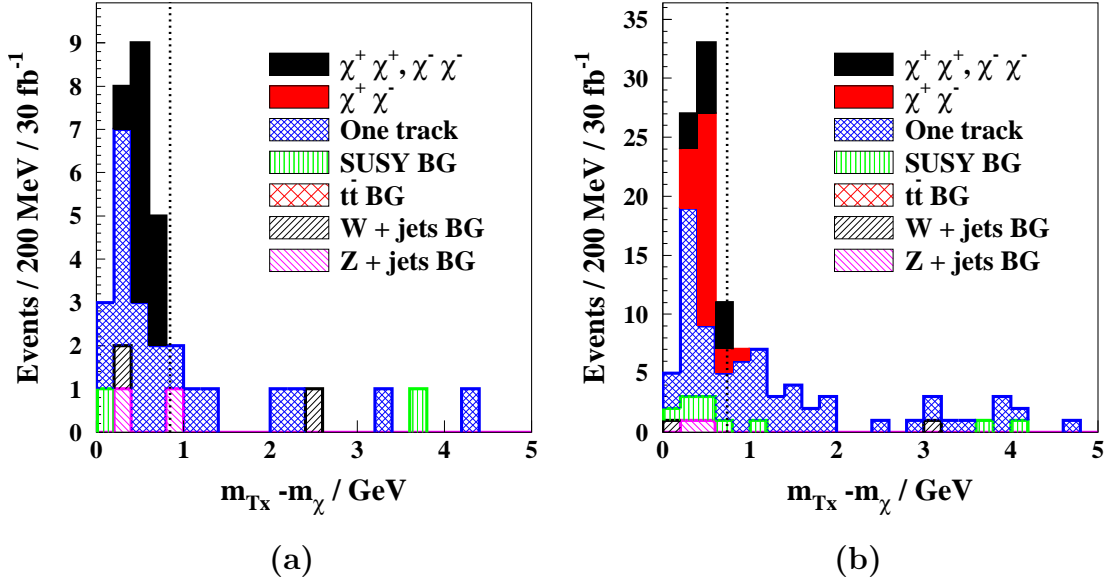 Events / 200 MeV / 30 fb⁻¹
9
8
7
6
5
4
3
2
1
0
χ⁺ χ⁺, χ⁻ χ⁻
χ⁺ χ⁻
One track
SUSY BG
tt̄ BG
W + jets BG
Z + jets BG
0 1 2 3 4 5
m_Tx -m_χ / GeV
(a)
Events / 200 MeV / 30 fb⁻¹
35
30
25
20
15
10
5
0
χ⁺ χ⁺, χ⁻ χ⁻
χ⁺ χ⁻
One track
SUSY BG
tt̄ BG
W + jets BG
Z + jets BG
0 1 2 3 4 5
m_Tx -m_χ / GeV
(b)